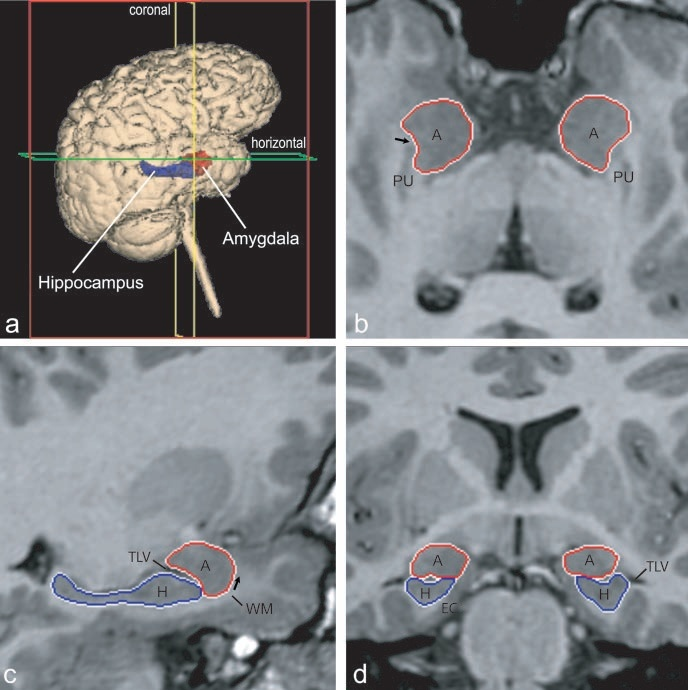 coronal
horizontal
Amygdala
Hippocampus
a
A
A
PU
PU
b
TLV
A
H
WM
c
A
A
TLV
H
H
EC
d